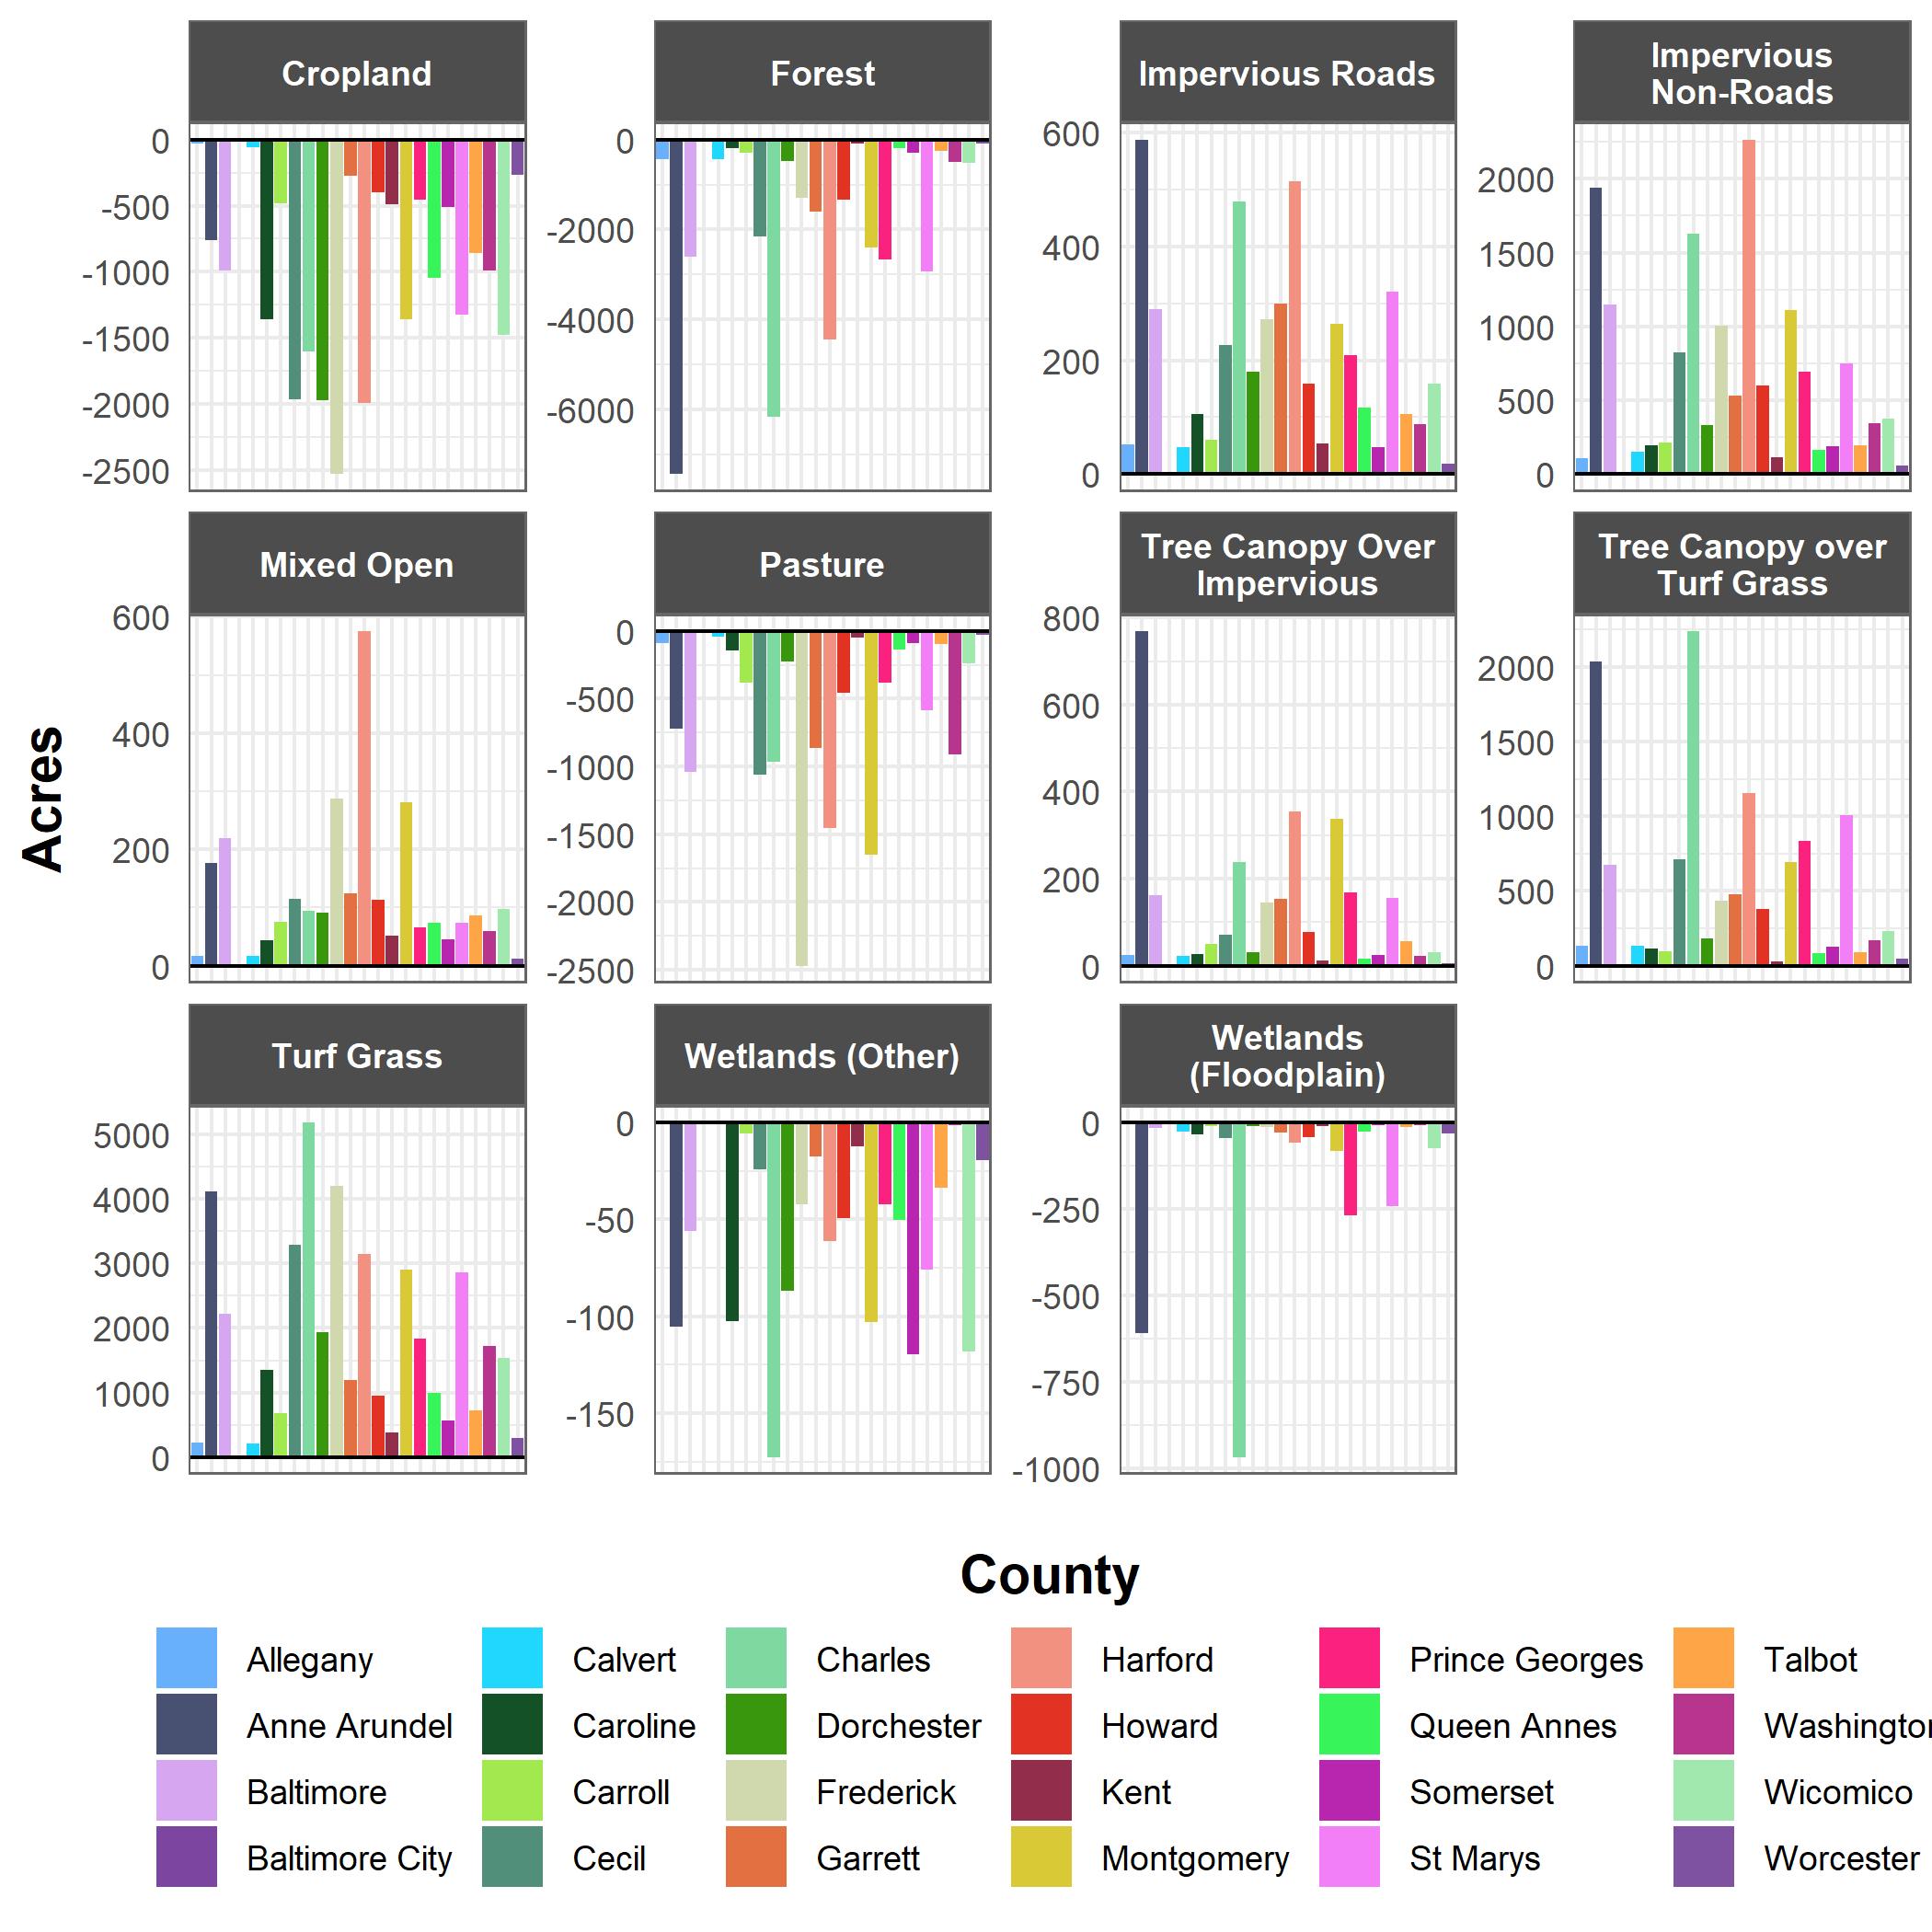 Cropland
Forest
Impervious Roads
Impervious
Non-Roads
0
-500
-1000
-1500
-2000
-2500
0
-2000
-4000
-6000
600
400
200
0
2000
1500
1000
500
0
Mixed Open
Pasture
Tree Canopy Over
Impervious
Tree Canopy over
Turf Grass
600
400
200
0
0
-500
-1000
-1500
-2000
-2500
800
600
400
200
0
2000
1500
1000
500
0
Acres
Turf Grass
Wetlands (Other)
Wetlands
(Floodplain)
5000
4000
3000
2000
1000
0
0
-50
-100
-150
0
-250
-500
-750
-1000
County
Allegany
Calvert
Charles
Harford
Prince Georges
Talbot
Anne Arundel
Caroline
Dorchester
Howard
Queen Annes
Washington
Baltimore
Carroll
Frederick
Kent
Somerset
Wicomico
Baltimore City
Cecil
Garrett
Montgomery
St Marys
Worcester